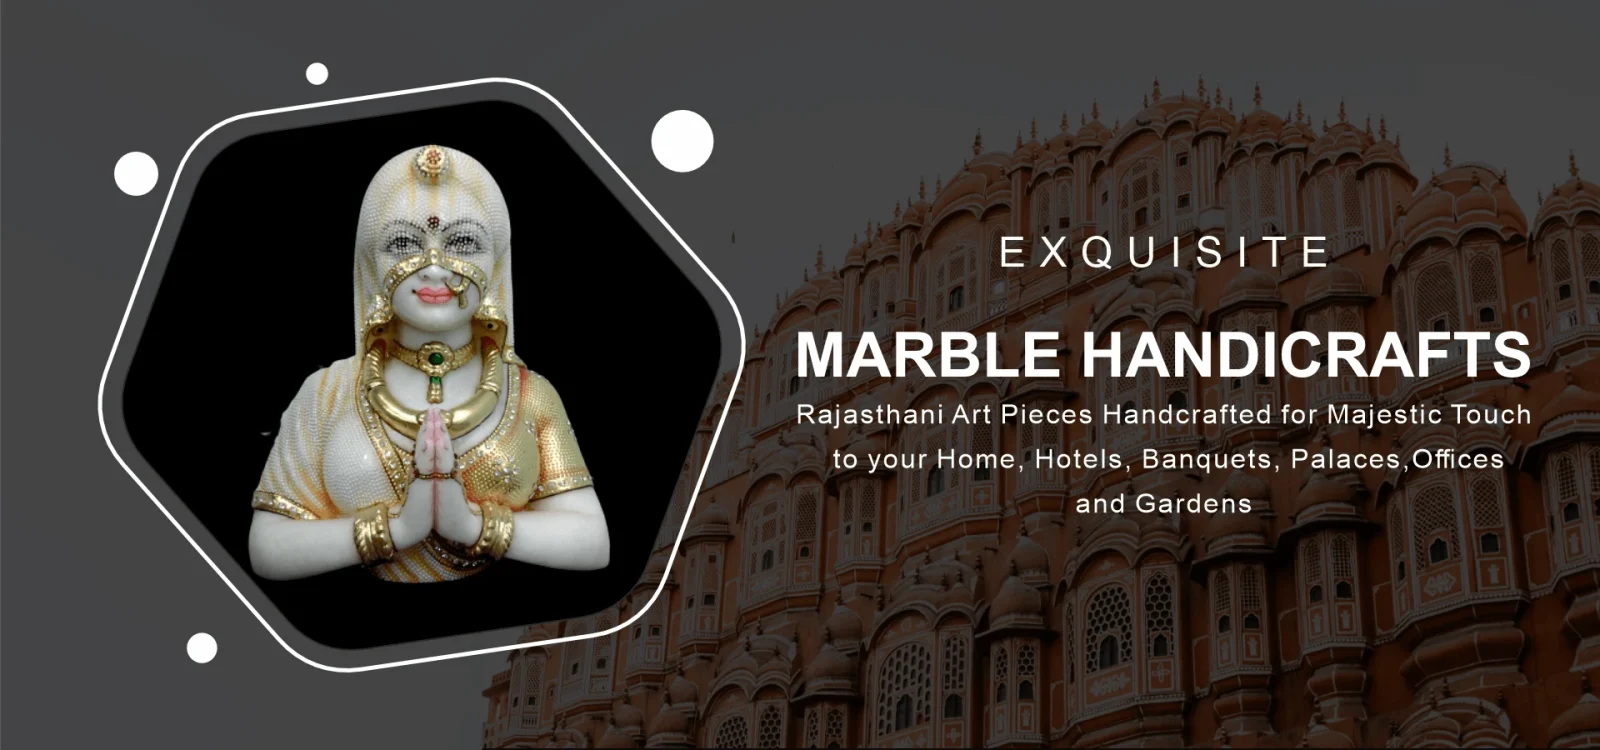 EXQUISITE
MARBLE HANDICRAFTS
Rajasthani Art Pieces Handcrafted for Majestic Touch
to your Home, Hotels, Banquets, Palaces,Offices
and Gardens